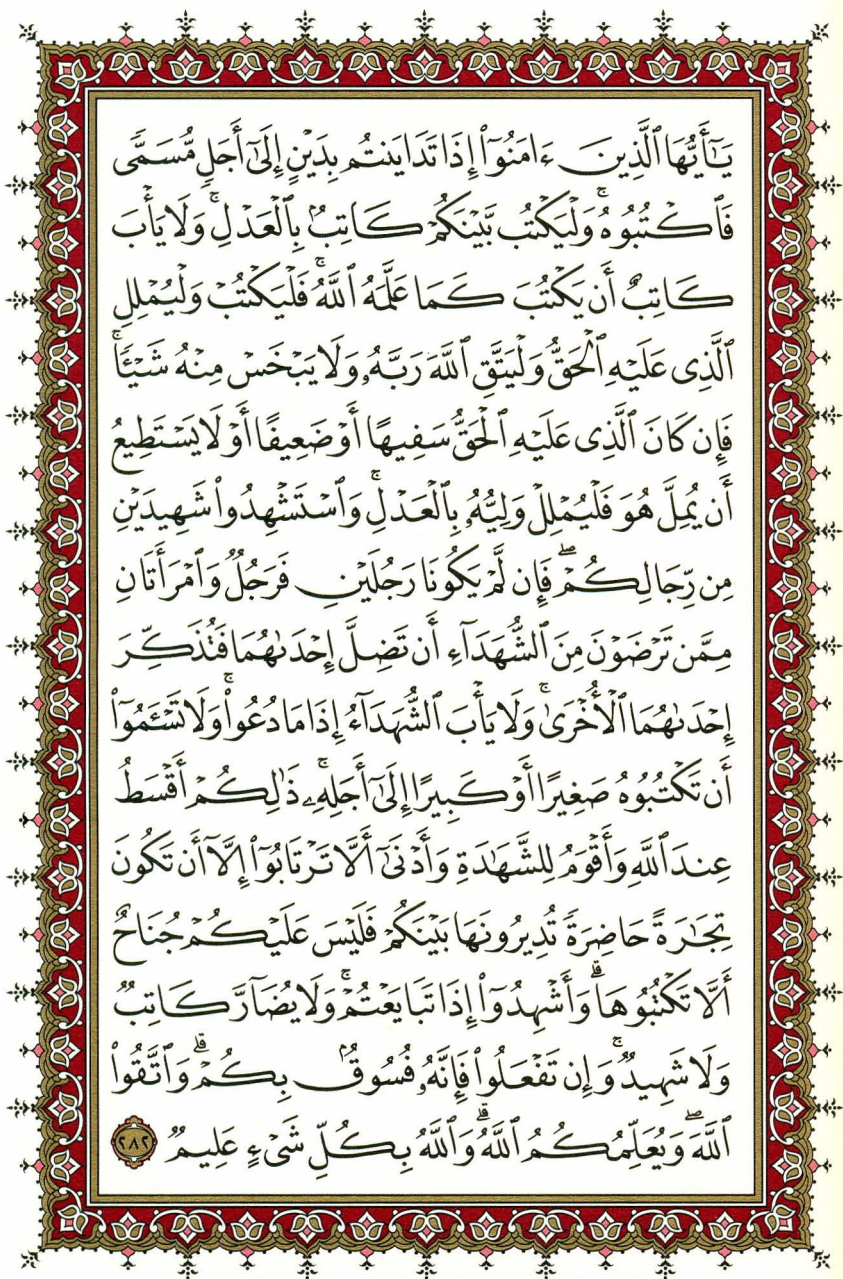 يَـٰٓأَيُّهَا ٱلَّذِينَ ءَامَنُوٓا۟ إِذَا تَدَايَنتُم بِدَيْنٍ إِلَىٰٓ أَجَلٍ مُّسَمًّى
فَٱكْتُبُوهُ ۚ وَلْيَكْتُب بَّيْنَكُمْ كَاتِبٌۢ بِٱلْعَدْلِ ۚ وَلَا يَأْبَ
كَاتِبٌ أَن يَكْتُبَ كَمَا عَلَّمَهُ ٱللَّهُ ۚ فَلْيَكْتُبْ وَلْيُمْلِلِ
ٱلَّذِى عَلَيْهِ ٱلْحَقُّ وَلْيَتَّقِ ٱللَّهَ رَبَّهُۥ وَلَا يَبْخَسْ مِنْهُ شَيْـًٔا ۚ
فَإِن كَانَ ٱلَّذِى عَلَيْهِ ٱلْحَقُّ سَفِيهًا أَوْ ضَعِيفًا أَوْ لَا يَسْتَطِيعُ
أَن يُمِلَّ هُوَ فَلْيُمْلِلْ وَلِيُّهُۥ بِٱلْعَدْلِ ۚ وَٱسْتَشْهِدُوا۟ شَهِيدَيْنِ
مِن رِّجَالِكُمْ ۖ فَإِن لَّمْ يَكُونَا رَجُلَيْنِ فَرَجُلٌ وَٱمْرَأَتَانِ
مِمَّن تَرْضَوْنَ مِنَ ٱلشُّهَدَآءِ أَن تَضِلَّ إِحْدَىٰهُمَا فَتُذَكِّرَ
إِحْدَىٰهُمَا ٱلْأُخْرَىٰ ۚ وَلَا يَأْبَ ٱلشُّهَدَآءُ إِذَا مَا دُعُوا۟ ۚ وَلَا تَسْـَٔمُوٓا۟
أَن تَكْتُبُوهُ صَغِيرًا أَوْ كَبِيرًا إِلَىٰٓ أَجَلِهِۦ ۚ ذَٰلِكُمْ أَقْسَطُ
عِندَ ٱللَّهِ وَأَقْوَمُ لِلشَّهَـٰدَةِ وَأَدْنَىٰٓ أَلَّا تَرْتَابُوٓا۟ إِلَّآ أَن تَكُونَ
تِجَـٰرَةً حَاضِرَةً تُدِيرُونَهَا بَيْنَكُمْ فَلَيْسَ عَلَيْكُمْ جُنَاحٌ
أَلَّا تَكْتُبُوهَا ۗ وَأَشْهِدُوٓا۟ إِذَا تَبَايَعْتُمْ ۚ وَلَا يُضَآرَّ كَاتِبٌ
وَلَا شَهِيدٌ ۚ وَإِن تَفْعَلُوا۟ فَإِنَّهُۥ فُسُوقٌۢ بِكُمْ ۗ وَٱتَّقُوا۟
ٱللَّهَ ۖ وَيُعَلِّمُكُمُ ٱللَّهُ ۗ وَٱللَّهُ بِكُلِّ شَىْءٍ عَلِيمٌ ٢٨٢